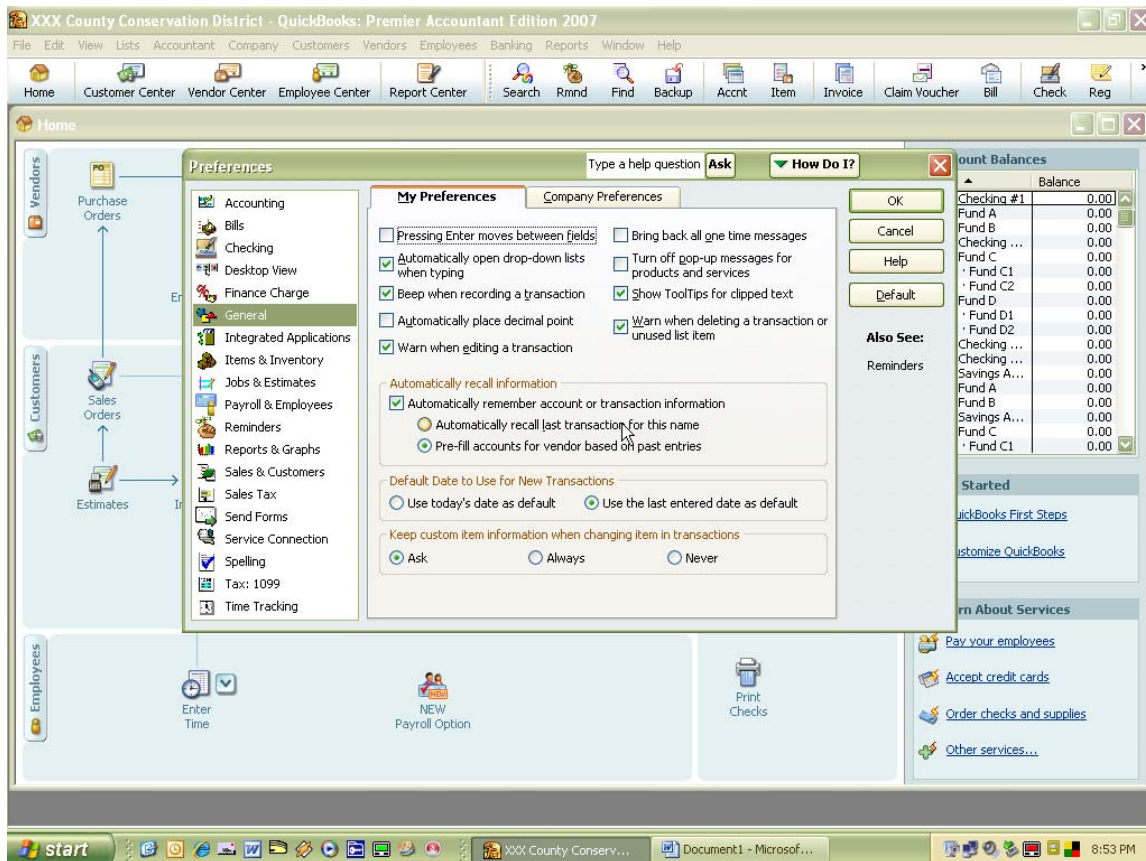 XXX County Conservation District - QuickBooks: Premier Accountant Edition 2007
File Edit View Lists Accountant Company Customers Vendors Employees Banking Reports Window Help
Home Customer Center Vendor Center Employee Center Report Center Search Rmnd Find Backup Accnt Item Invoice Claim Voucher Bill Check Reg
Home
Vendors
PO
Purchase
Orders
Customers
Sales
Orders
Estimates
Employees
Enter
Time
NEW
NEW
Payroll Option
Print
Checks
Preferences
Type a help question Ask How Do I?
Accounting
Bills
Checking
Desktop View
Finance Charge
General
Integrated Applications
Items & Inventory
Jobs & Estimates
Payroll & Employees
Reminders
Reports & Graphs
Sales & Customers
Sales Tax
Send Forms
Service Connection
Spelling
Tax: 1099
Time Tracking
My Preferences Company Preferences
Pressing Enter moves between fields
Automatically open drop-down lists
when typing
Beep when recording a transaction
Automatically place decimal point
Warn when editing a transaction
Bring back all one time messages
Turn off pop-up messages for
products and services
Show ToolTips for clipped text
Warn when deleting a transaction or
unused list item
Automatically recall information
Automatically remember account or transaction information
Automatically recall last transaction for this name
Pre-fill accounts for vendor based on past entries
Default Date to Use for New Transactions
Use today's date as default Use the last entered date as default
Keep custom item information when changing item in transactions
Ask Always Never
OK
Cancel
Help
Default
Also See:
Reminders
ount Balances
Balance
Checking #1 0.00
Fund A 0.00
Fund B 0.00
Checking ... 0.00
Fund C 0.00
· Fund C1 0.00
· Fund C2 0.00
Fund D 0.00
· Fund D1 0.00
· Fund D2 0.00
Checking ... 0.00
Checking ... 0.00
Savings A... 0.00
Fund A 0.00
Fund B 0.00
Savings A... 0.00
Fund C 0.00
· Fund C1 0.00
Started
uickBooks First Steps
ustomize QuickBooks
rn About Services
Pay your employees
Accept credit cards
Order checks and supplies
Other services...
start XXX County Conserv... Document1 - Microsof... 8:53 PM